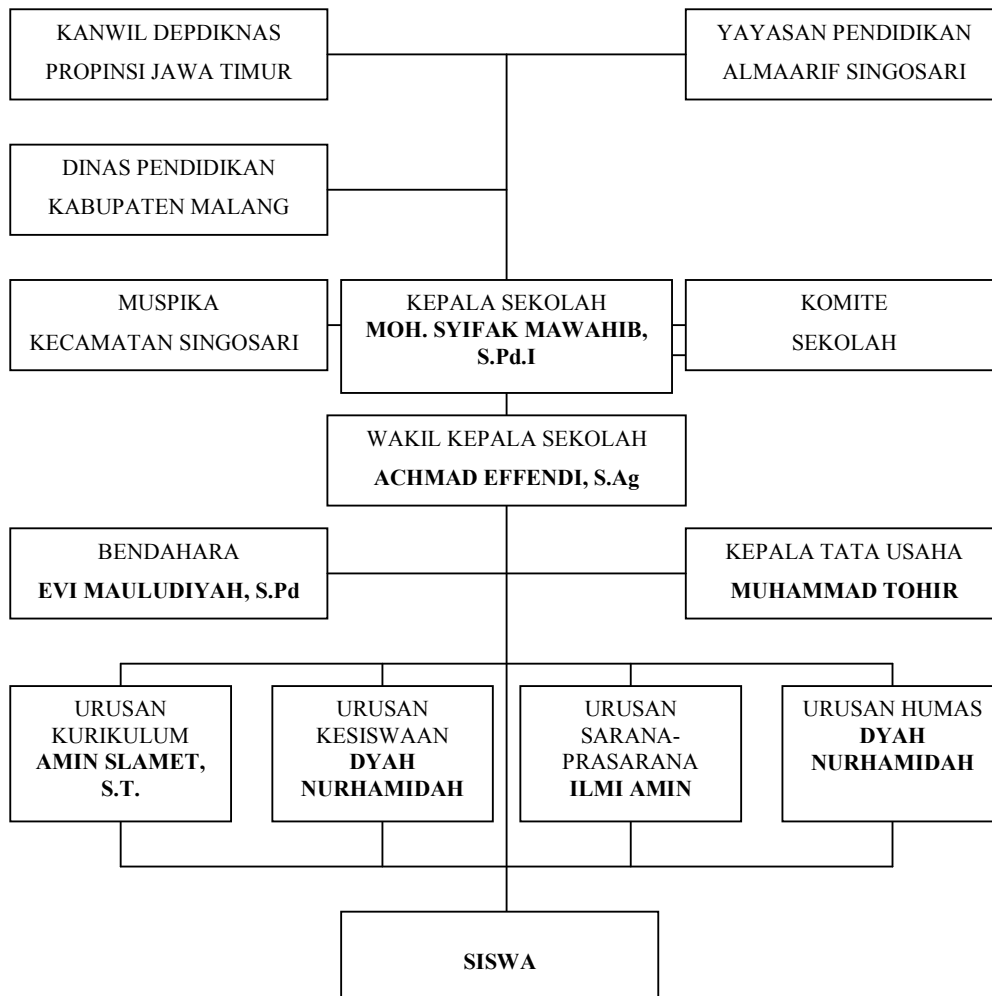 KANWIL DEPDIKNAS
PROPINSI JAWA TIMUR
YAYASAN PENDIDIKAN
ALMAARIF SINGOSARI
DINAS PENDIDIKAN
KABUPATEN MALANG
MUSPIKA
KECAMATAN SINGOSARI
KEPALA SEKOLAH
MOH. SYIFAK MAWAHIB,
S.Pd.I
KOMITE
SEKOLAH
WAKIL KEPALA SEKOLAH
ACHMAD EFFENDI, S.Ag
BENDAHARA
EVI MAULUDIYAH, S.Pd
KEPALA TATA USAHA
MUHAMMAD TOHIR
URUSAN
KURIKULUM
AMIN SLAMET,
S.T.
URUSAN
KESISWAAN
DYAH
NURHAMIDAH
URUSAN
SARANA-
PRASARANA
ILMI AMIN
URUSAN HUMAS
DYAH
NURHAMIDAH
SISWA